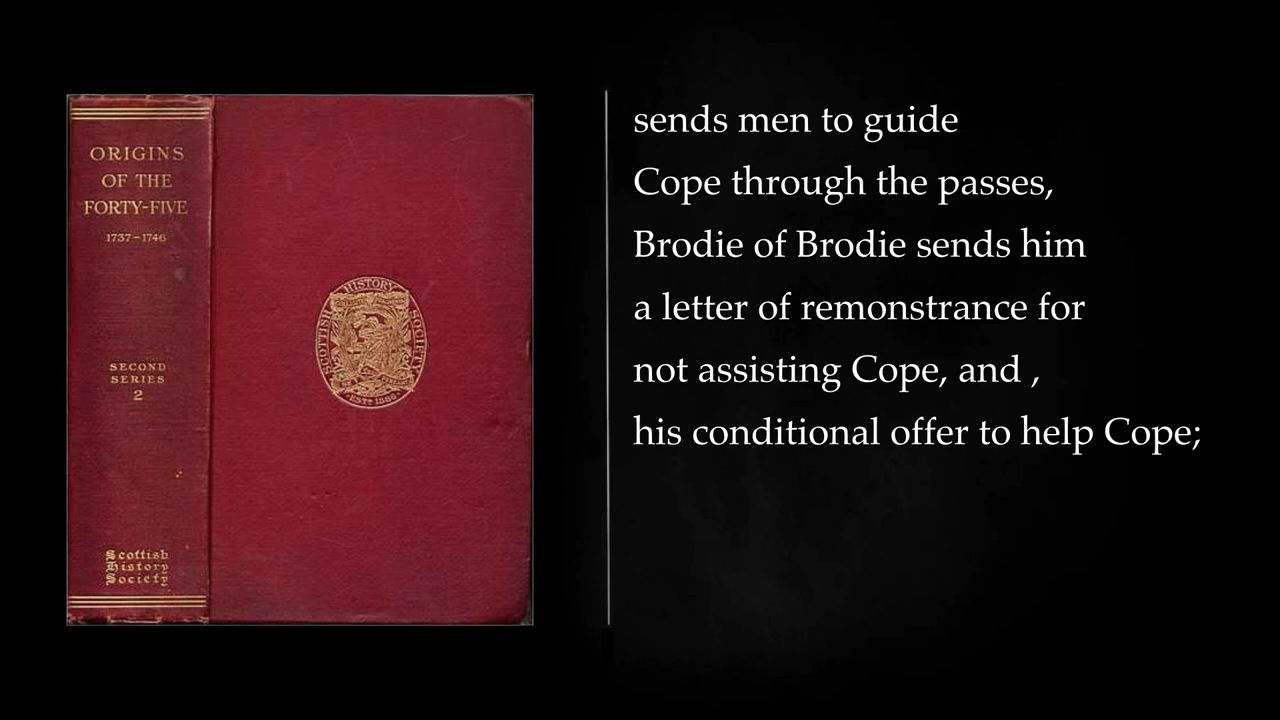 ORIGINS
OF THE
FORTY-FIVE
1737-1746
SECOND
SERIES
2
Scottish
History
Society
SCOTTISH HISTORY SOCIETY
ESTD 1886
sends men to guide
Cope through the passes,
Brodie of Brodie sends him
a letter of remonstrance for
not assisting Cope, and ,
his conditional offer to help Cope;